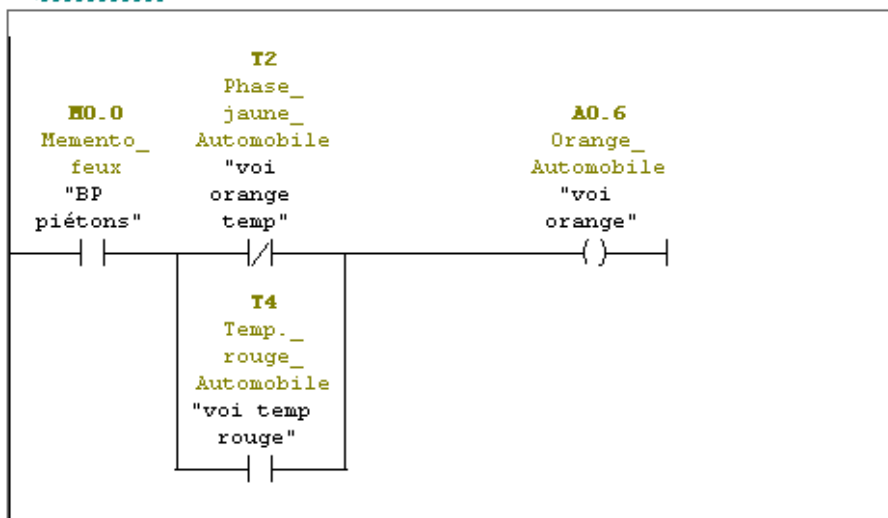 T2
Phase_
jaune_
Automobile
"voi
orange
temp"
M0.0
Memento_
feux
"BP
piétons"
A0.6
Orange_
Automobile
"voi
orange"
T4
Temp._
rouge_
Automobile
"voi temp
rouge"